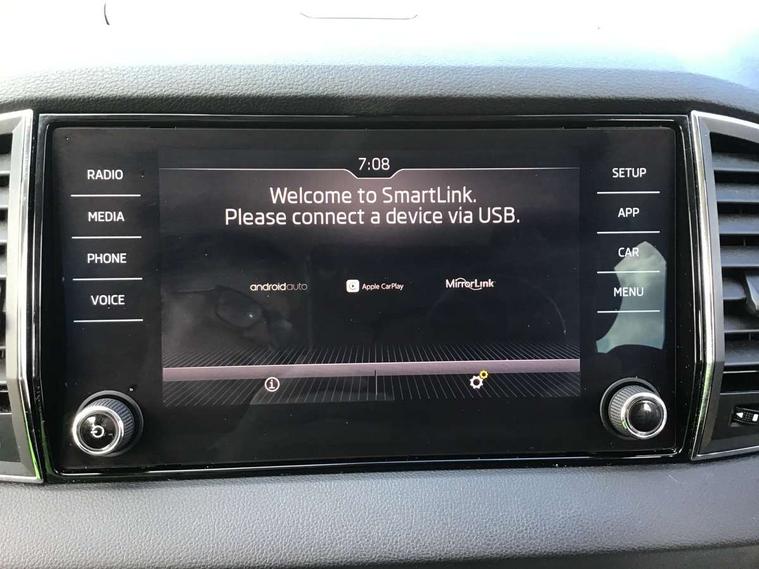 7:08
Welcome to SmartLink.
Please connect a device via USB.
androidauto
Apple CarPlay
MirrorLink
RADIO
MEDIA
PHONE
VOICE
SETUP
APP
CAR
MENU